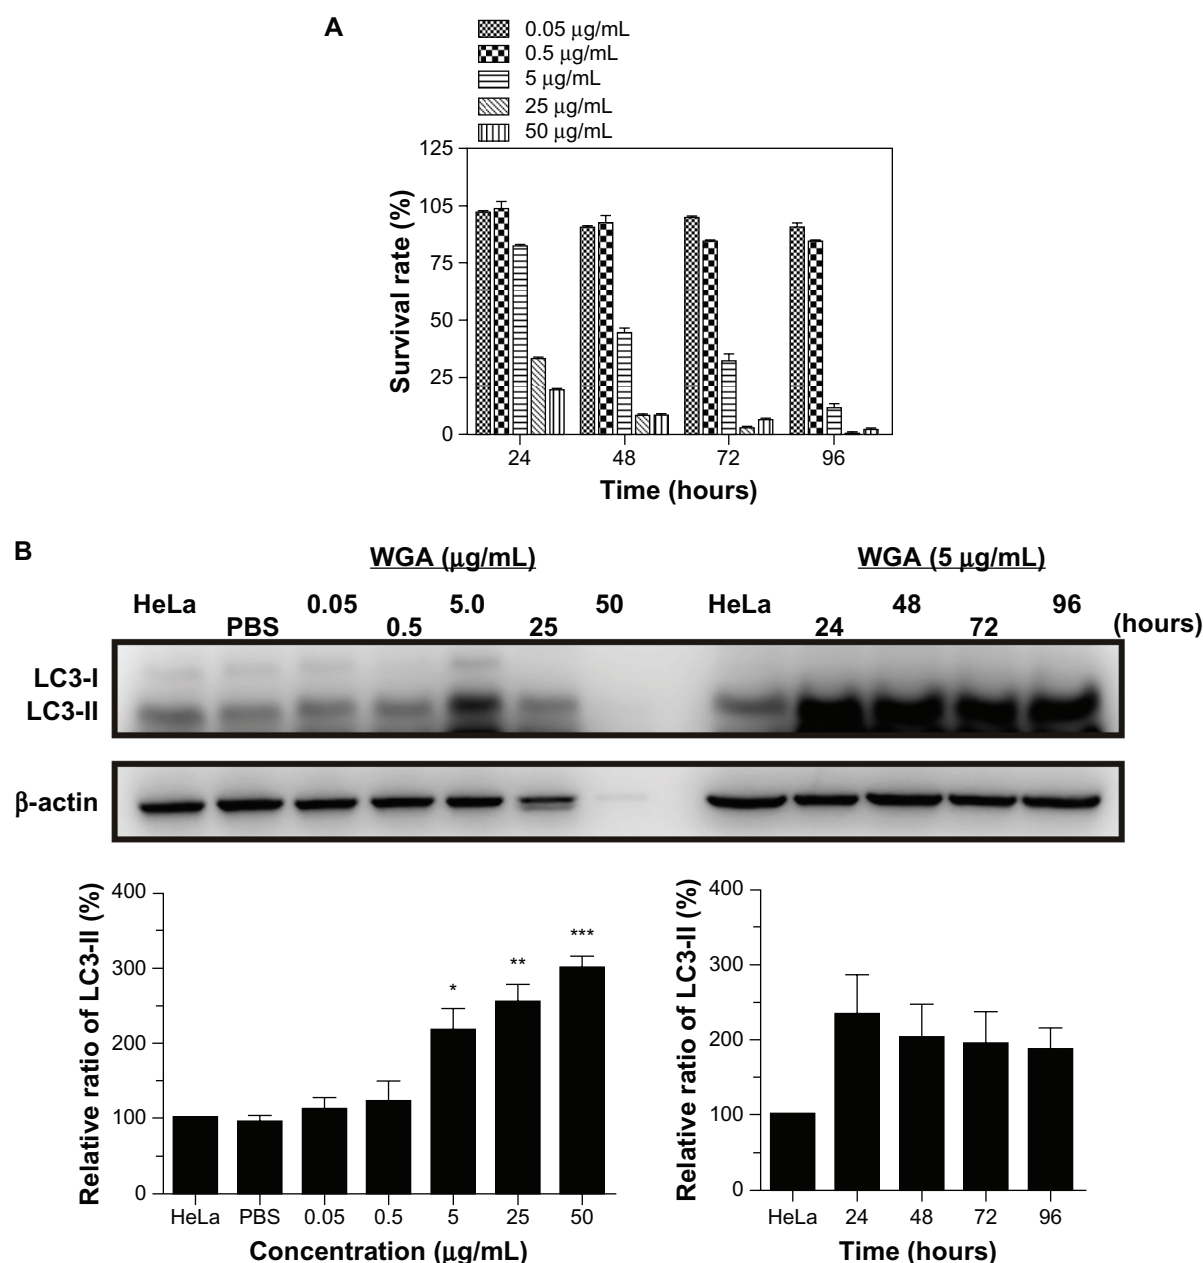 A
0.05 μg/mL
0.5 μg/mL
5 μg/mL
25 μg/mL
50 μg/mL
Survival rate (%)
125
105
75
50
25
0
24 48 72 96
Time (hours)
B
WGA (μg/mL) WGA (5 μg/mL)
HeLa 0.05 5.0 50 HeLa 48 96
PBS 0.5 25 24 72 (hours)
LC3-I
LC3-II
β-actin
Relative ratio of LC3-II (%)
400
300
200
100
0
* ** ***
HeLa PBS 0.05 0.5 5 25 50
Concentration (μg/mL)
Relative ratio of LC3-II (%)
400
300
200
100
0
HeLa 24 48 72 96
Time (hours)